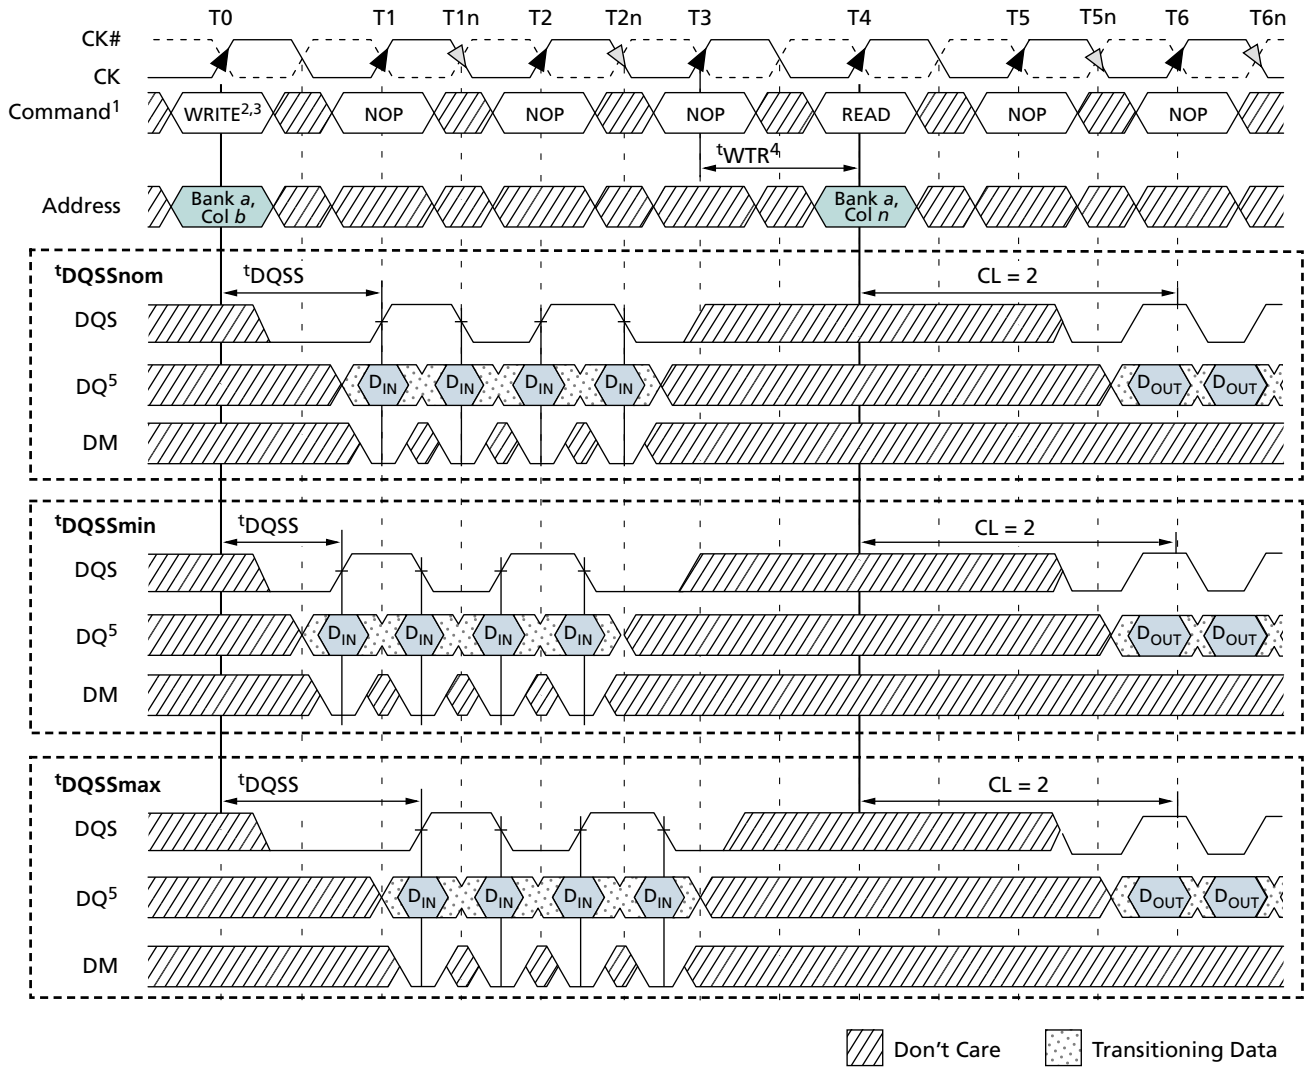 T0 T1 T1n T2 T2n T3 T4 T5 T5n T6 T6n
CK#
CK
Command1 WRITE2,3 NOP NOP NOP READ NOP NOP
tWTR4
Address Bank a, Col b Bank a, Col n
tDQSSnom tDQSS CL = 2
DQS
DQ5 DIN DIN DIN DIN DOUT DOUT
DM
tDQSSmin tDQSS CL = 2
DQS
DQ5 DIN DIN DIN DIN DOUT DOUT
DM
tDQSSmax tDQSS CL = 2
DQS
DQ5 DIN DIN DIN DIN DOUT DOUT
DM
Don't Care Transitioning Data